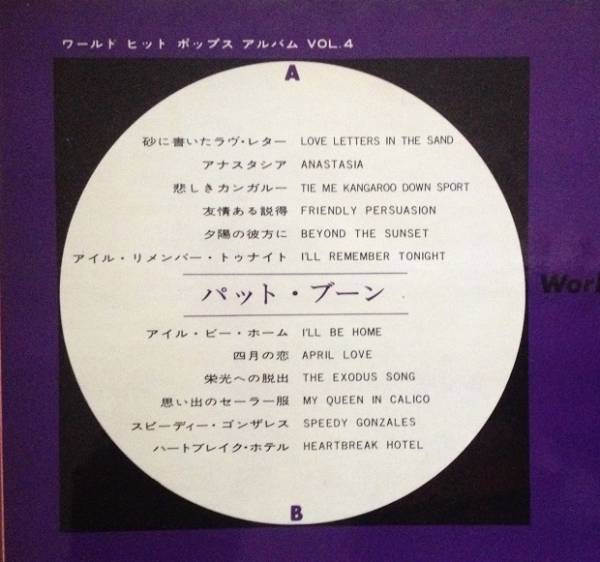 ワールド ヒット ポップス アルバム VOL.4
A
砂に書いたラヴ・レター LOVE LETTERS IN THE SAND
アナスタシア ANASTASIA
悲しきカンガルー TIE ME KANGAROO DOWN SPORT
友情ある説得 FRIENDLY PERSUASION
夕陽の彼方に BEYOND THE SUNSET
アイル・リメンバー・トゥナイト I'LL REMEMBER TONIGHT
パット・ブーン
アイル・ビー・ホーム I'LL BE HOME
四月の恋 APRIL LOVE
栄光への脱出 THE EXODUS SONG
思い出のセーラー服 MY QUEEN IN CALICO
スピーディー・ゴンザレス SPEEDY GONZALES
ハートブレイク・ホテル HEARTBREAK HOTEL
B